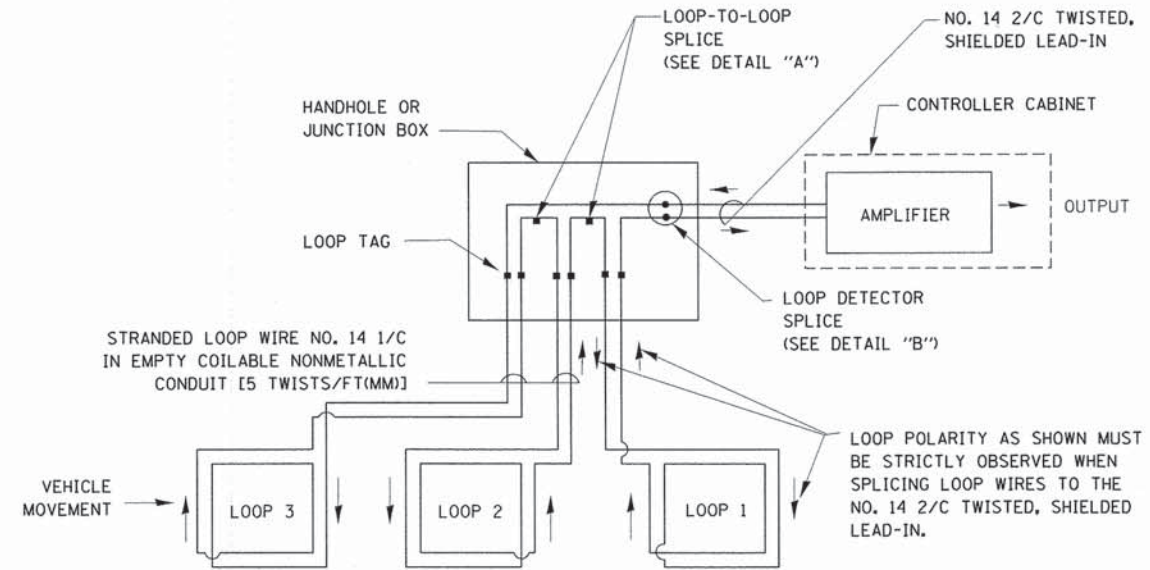 LOOP-TO-LOOP
SPLICE
(SEE DETAIL "A")
NO. 14 2/C TWISTED,
SHIELDED LEAD-IN
HANDHOLE OR
JUNCTION BOX
CONTROLLER CABINET
AMPLIFIER
OUTPUT
LOOP TAG
LOOP DETECTOR
SPLICE
(SEE DETAIL "B")
STRANDED LOOP WIRE NO. 14 1/C
IN EMPTY COILABLE NONMETALLIC
CONDUIT [5 TWISTS/FT(MM)]
LOOP POLARITY AS SHOWN MUST
BE STRICTLY OBSERVED WHEN
SPLICING LOOP WIRES TO THE
NO. 14 2/C TWISTED, SHIELDED
LEAD-IN.
VEHICLE
MOVEMENT
LOOP 3
LOOP 2
LOOP 1